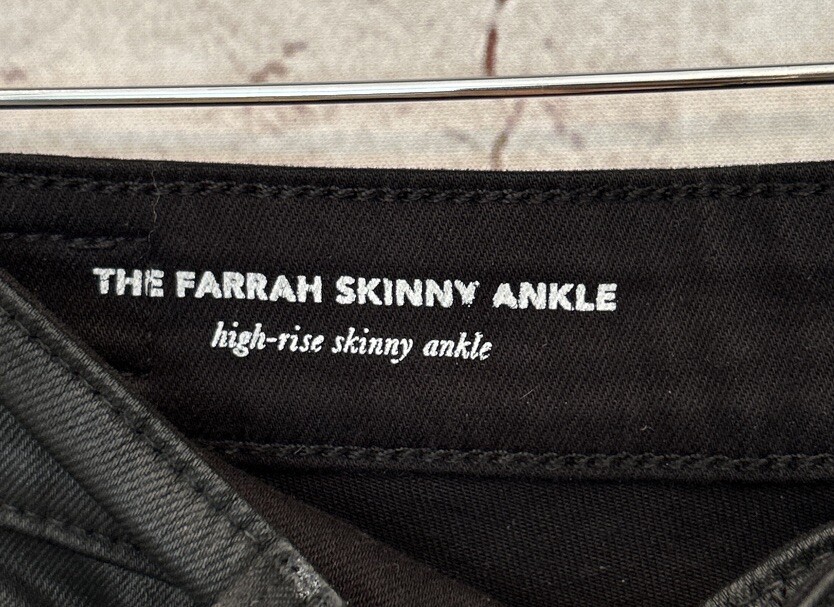 THE FARRAH SKINNY ANKLE
high-rise skinny ankle